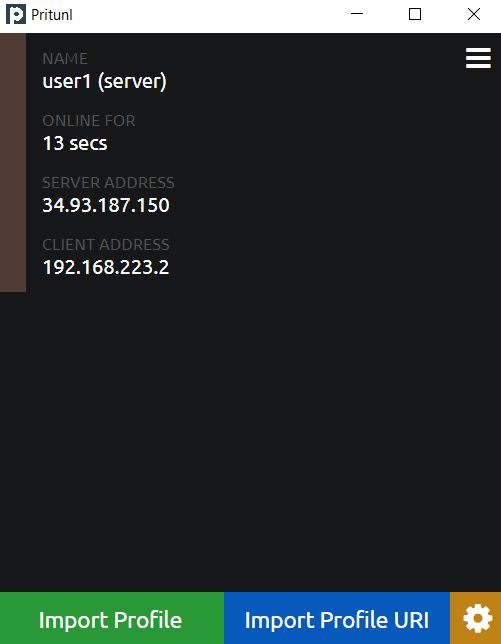 Pritunl
NAME
user1 (server)
ONLINE FOR
13 secs
SERVER ADDRESS
34.93.187.150
CLIENT ADDRESS
192.168.223.2
Import Profile
Import Profile URI